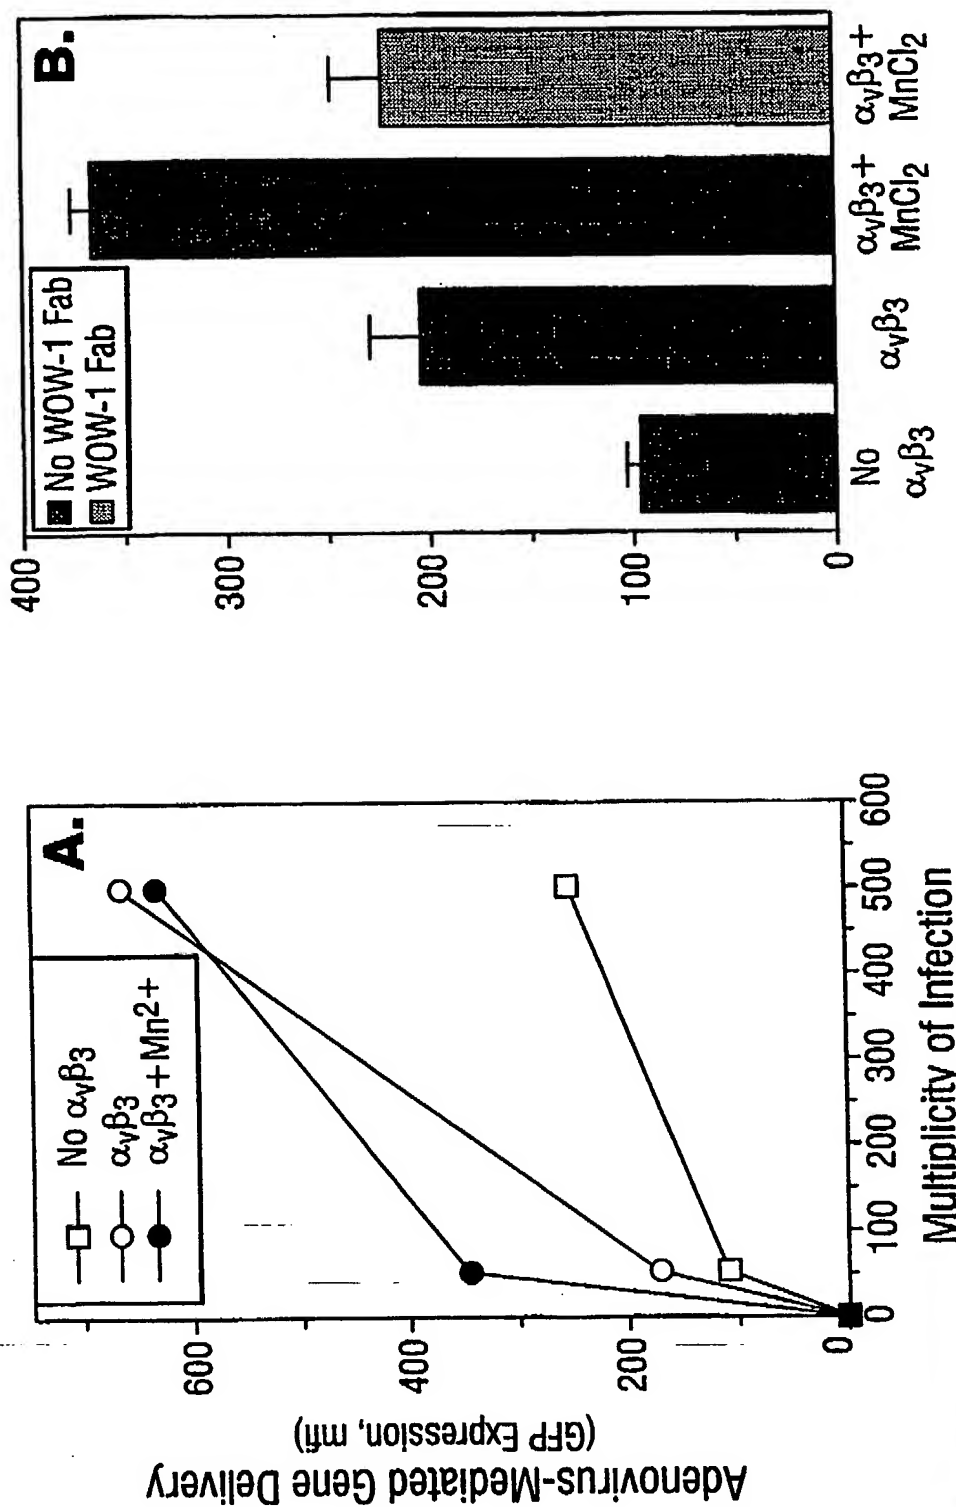 A.
No αvβ3
αvβ3
αvβ3+Mn2+
Adenovirus-Mediated Gene Delivery
(GFP Expression, mfi)
600
400
200
0
0 100 200 300 400 500 600
Multiplicity of Infection
B.
No WOW-1 Fab
WOW-1 Fab
400
300
200
100
0
No
αvβ3
αvβ3
αvβ3+
MnCl2
αvβ3+
MnCl2